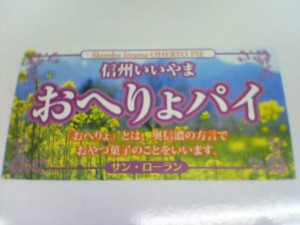 Shinshu Iiyama OHERYO PIE
信州いいやま
おへりょパイ
「おへりょ」とは、奥信濃の方言で
おやつ菓子のことをいいます。
サン・ローラン